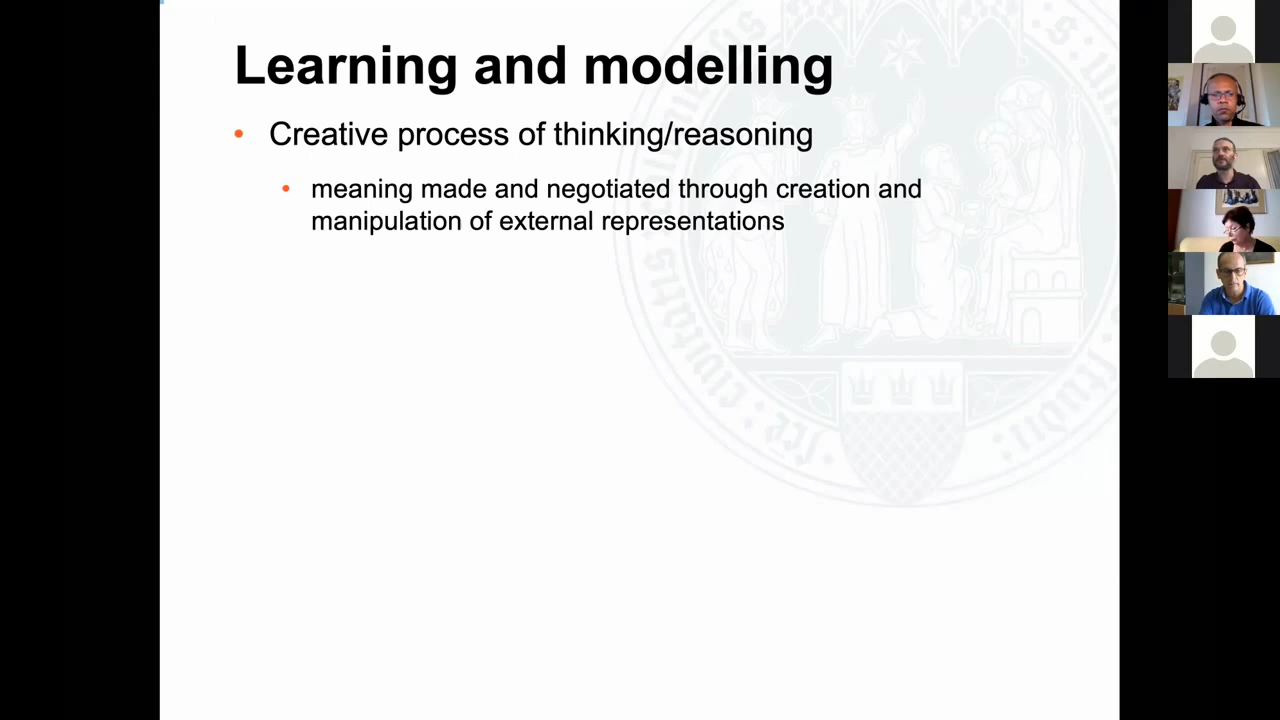 Learning and modelling
• Creative process of thinking/reasoning
• meaning made and negotiated through creation and
manipulation of external representations